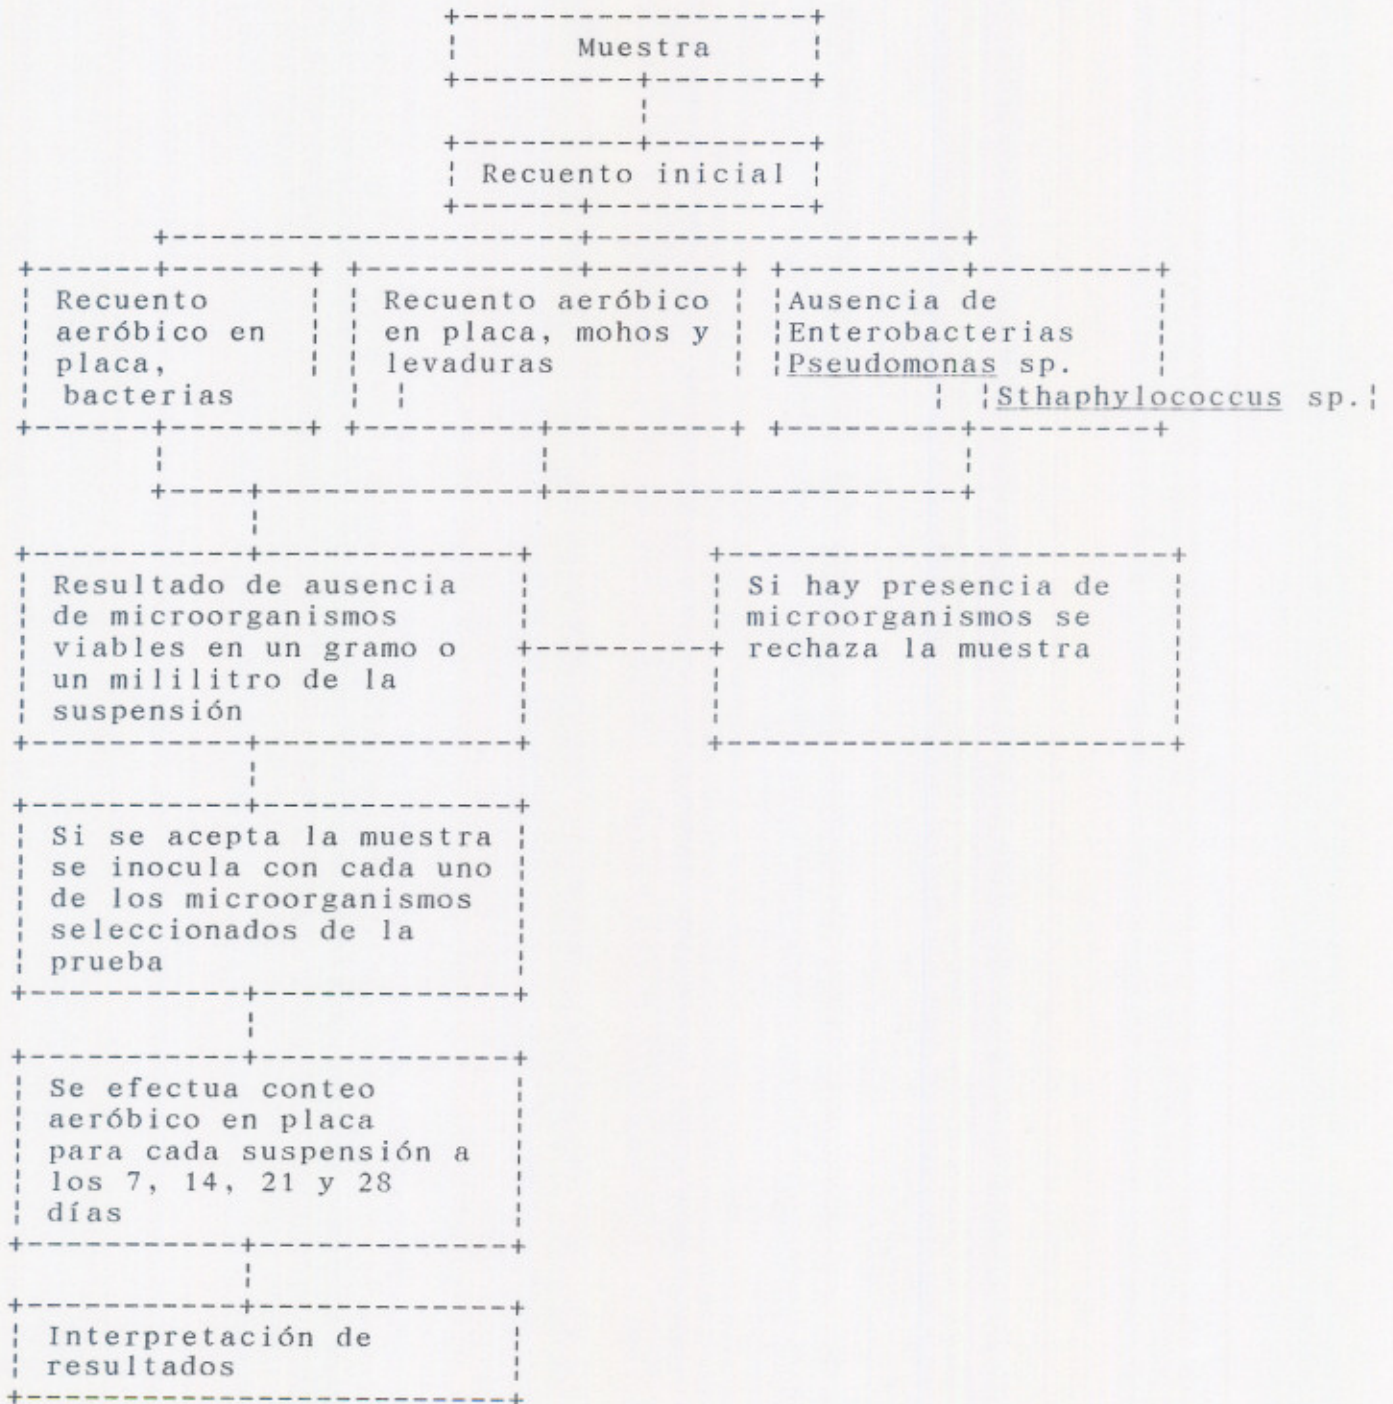 Muestra
Recuento inicial
Recuento
aeróbico en
placa,
bacterias
Recuento aeróbico
en placa, mohos y
levaduras
Ausencia de
Enterobacterias
Pseudomonas sp.
Sthaphylococcus sp.
Resultado de ausencia
de microorganismos
viables en un gramo o
un mililitro de la
suspensión
Si hay presencia de
microorganismos se
rechaza la muestra
Si se acepta la muestra
se inocula con cada uno
de los microorganismos
seleccionados de la
prueba
Se efectua conteo
aeróbico en placa
para cada suspensión a
los 7, 14, 21 y 28
días
Interpretación de
resultados